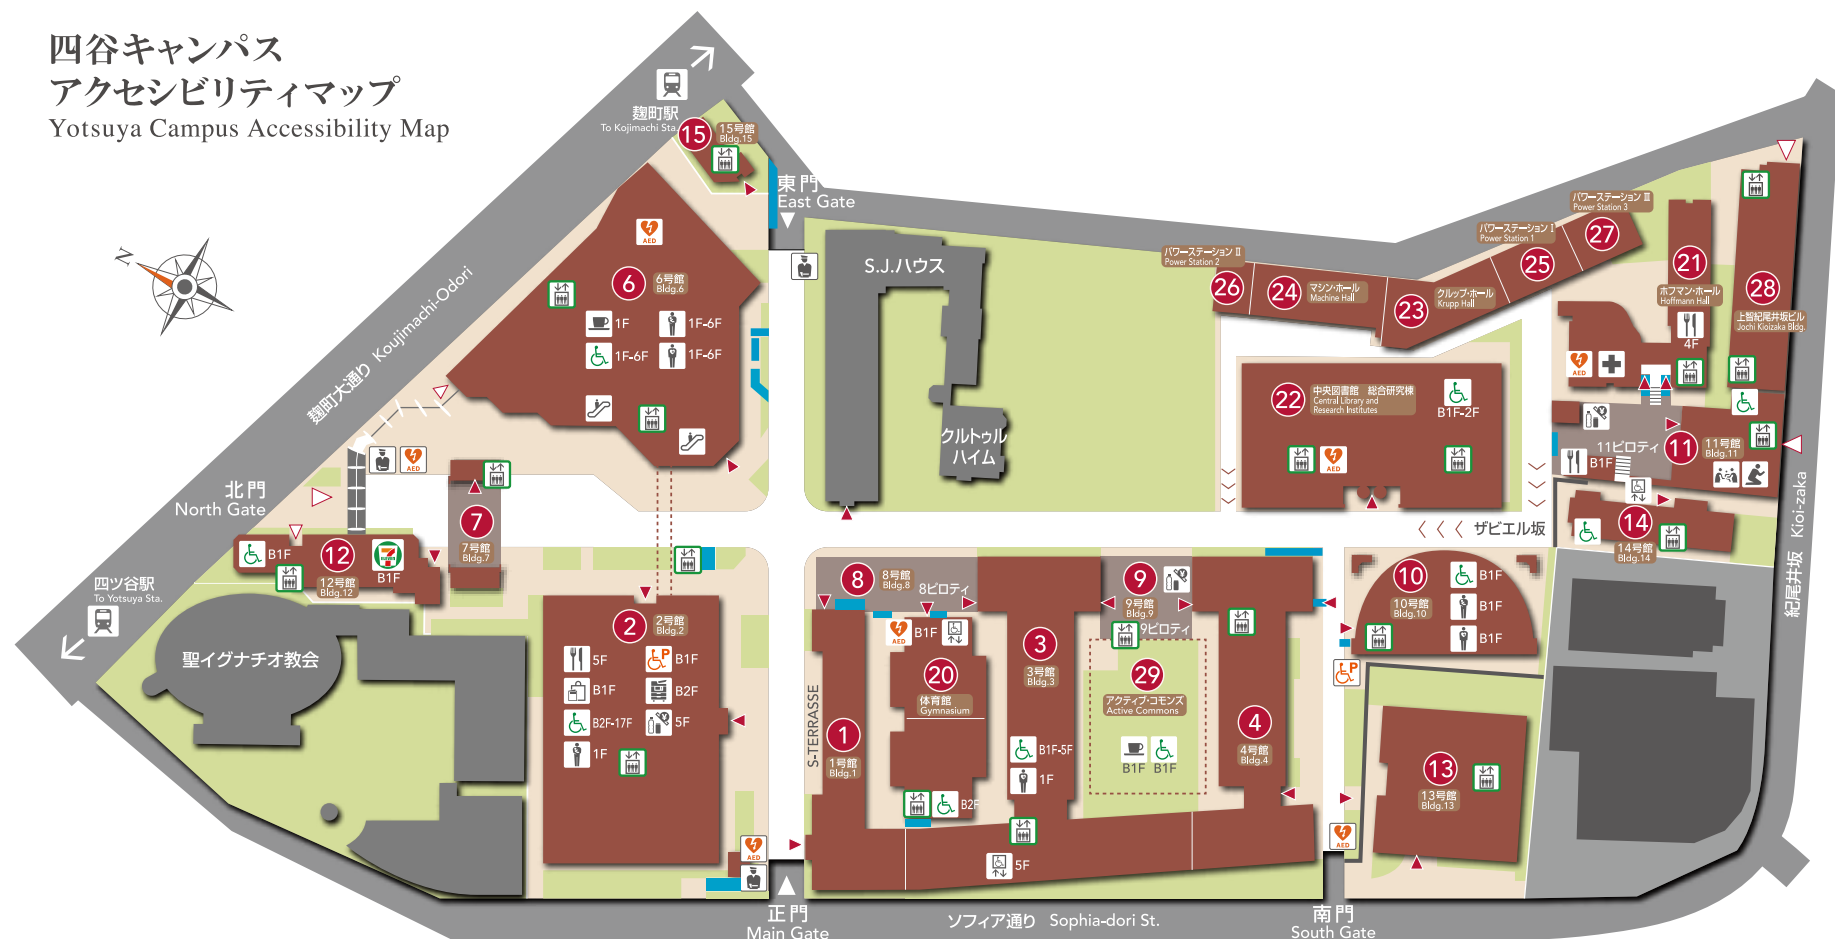 四谷キャンパス
アクセシビリティマップ
Yotsuya Campus Accessibility Map
N
麹町駅
To Kojimachi Sta.
15
15号館
Bldg.15
東門
East Gate
麹町大通り Koujimachi-Odori
AED
6
6号館
Bldg.6
1F
1F-6F
1F-6F
1F-6F
S.J.ハウス
クルトゥル
ハイム
パワーステーション II
Power Station 2
26
24
マシン・ホール
Machine Hall
23
クルップ・ホール
Krupp Hall
パワーステーション I
Power Station 1
25
パワーステーション III
Power Station 3
27
21
ホフマン・ホール
Hoffmann Hall
4F
28
上智紀尾井坂ビル
Jochi Kioizaka Bldg.
AED
22
中央図書館 総合研究棟
Central Library and
Research Institutes
B1F-2F
AED
11ピロティ
B1F
11
11号館
Bldg.11
14
14号館
Bldg.14
ザビエル坂
紀尾井坂 Kioi-zaka
北門
North Gate
AED
7
7号館
Bldg.7
B1F
12
12号館
Bldg.12
7
ELEVEN
B1F
四ツ谷駅
To Yotsuya Sta.
聖イグナチオ教会
2
2号館
Bldg.2
5F
P
B1F
B1F
B2F
B2F-17F
5F
1F
AED
正門
Main Gate
8
8号館
Bldg.8
8ピロティ
S-TERRASSE
1
1号館
Bldg.1
AED
B1F
20
体育館
Gymnasium
B2F
3
3号館
Bldg.3
B1F-5F
1F
5F
9
9号館
Bldg.9
9ピロティ
29
アクティブ・コモンズ
Active Commons
B1F
B1F
4
4号館
Bldg.4
10
10号館
Bldg.10
B1F
B1F
B1F
P
13
13号館
Bldg.13
AED
南門
South Gate
ソフィア通り Sophia-dori St.